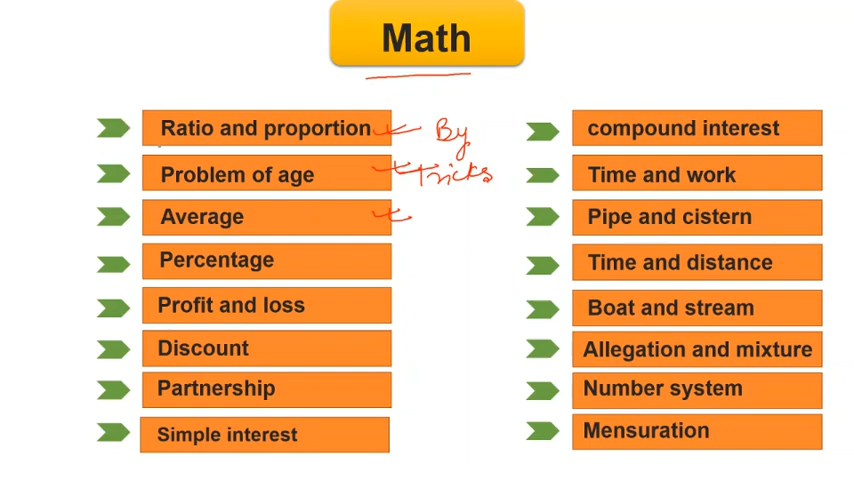 Math
Ratio and proportion
By
Problem of age
Tricks
Average
Percentage
Profit and loss
Discount
Partnership
Simple interest
compound interest
Time and work
Pipe and cistern
Time and distance
Boat and stream
Allegation and mixture
Number system
Mensuration